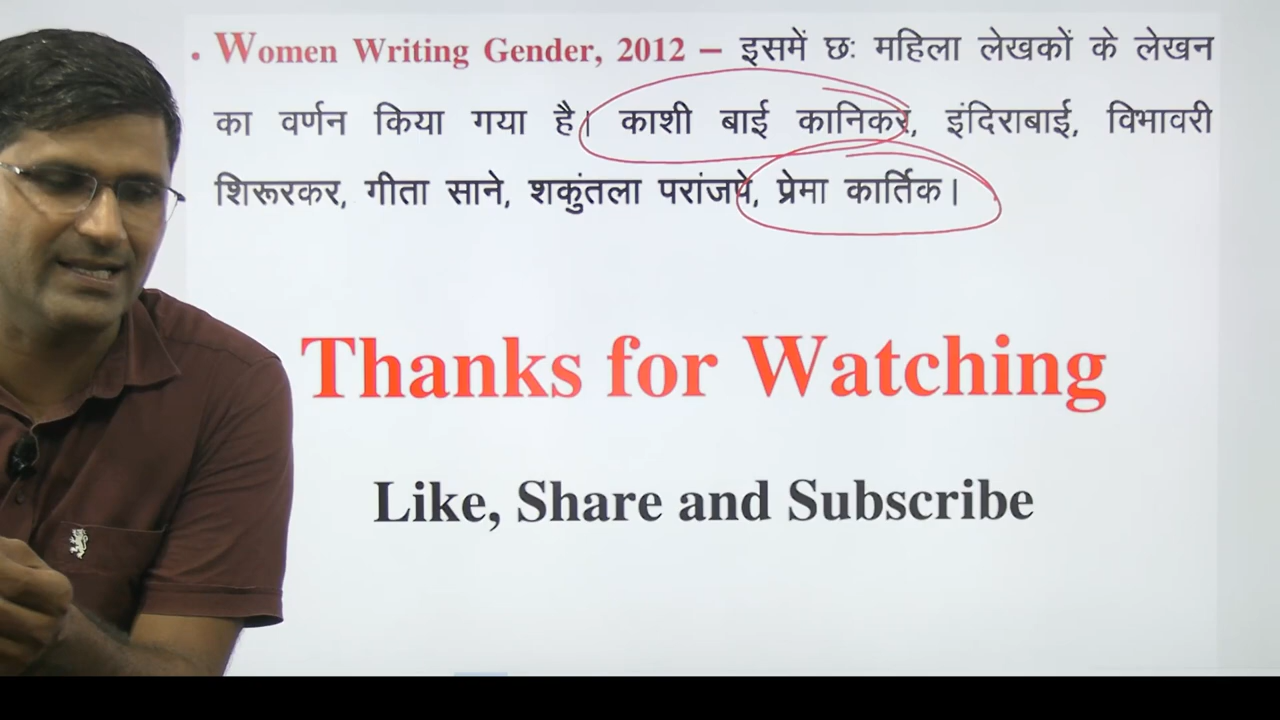 • Women Writing Gender, 2012 – इसमें छः महिला लेखकों के लेखन
का वर्णन किया गया है। काशी बाई कानिकर, इंदिराबाई, विभावरी
शिरूरकर, गीता साने, शकुंतला परांजपे, प्रेमा कार्तिक।
Thanks for Watching
Like, Share and Subscribe